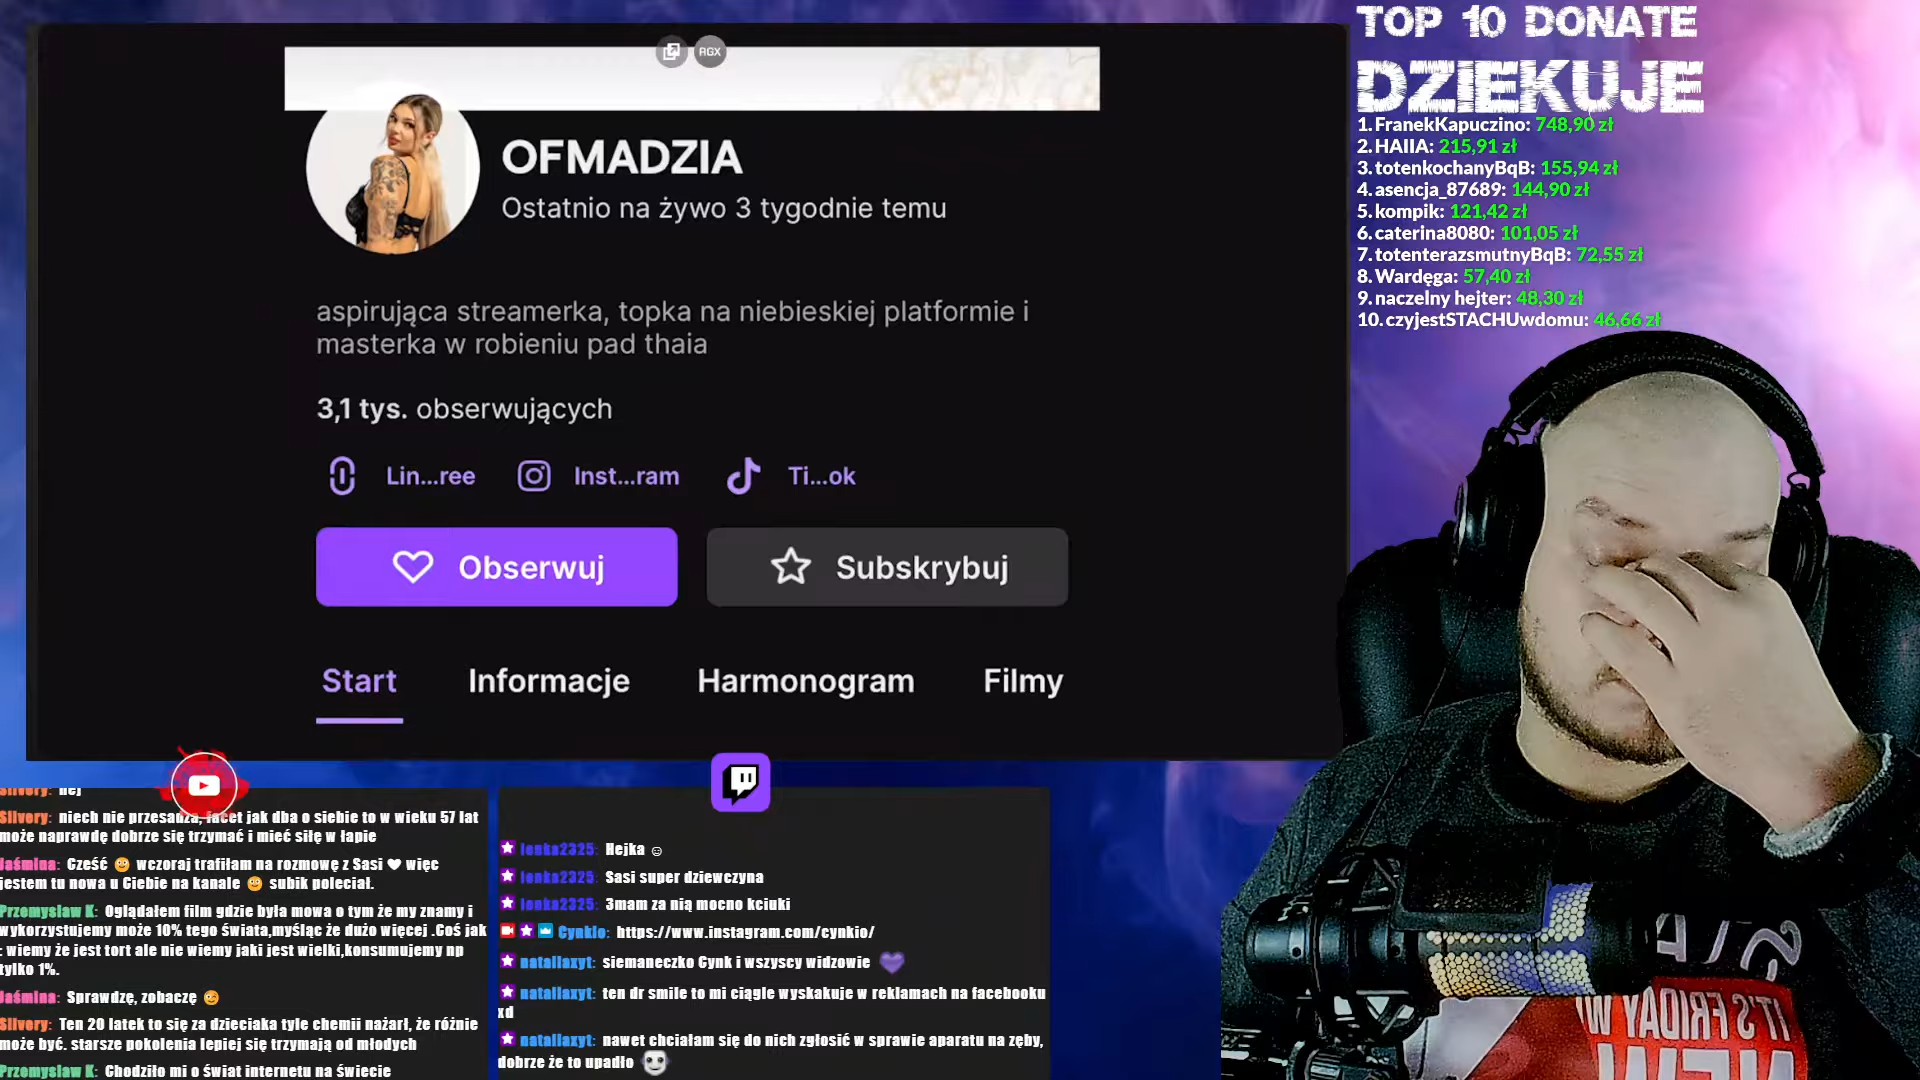 AGX
OFMADZIA
Ostatnio na żywo 3 tygodnie temu
aspirująca streamerka, topka na niebieskiej platformie i
masterka w robieniu pad thaia
3,1 tys. obserwujących
Lin...ree Inst...ram Ti...ok
Obserwuj Subskrybuj
Start Informacje Harmonogram Filmy
TOP 10 DONATE
DZIEKUJE
1. FranekKapuczino: 748,90 zł
2. HAIIA: 215,91 zł
3. totenkochanyBqB: 155,94 zł
4. asencja_87689: 144,90 zł
5. kompik: 121,42 zł
6. caterina8080: 101,05 zł
7. totenterazsmutnyBqB: 72,55 zł
8. Wardęga: 57,40 zł
9. naczelny hejter: 48,30 zł
10. czyjestSTACHUwdomu: 46,66 zł
Silvery: hej
Silvery: niech nie przesadza, facet jak dba o siebie to w wieku 57 lat
może naprawdę dobrze się trzymać i mieć siłę w łapie
Jaśmina: Cześć 😊 wczoraj trafiłam na rozmowę z Sasi ❤ więc
jestem tu nowa u Ciebie na kanale 😊 subik poleciał.
Przemysław K: Oglądałem film gdzie była mowa o tym że my znamy i
wykorzystujemy może 10% tego świata,myśląc że dużo więcej .Coś jak
: wiemy że jest tort ale nie wiemy jaki jest wielki,konsumujemy np
tylko 1%.
Jaśmina: Sprawdzę, zobaczę 😉
Silvery: Ten 20 latek to się za dzieciaka tyle chemii nażarł, że różnie
może być. starsze pokolenia lepiej się trzymają od młodych
Przemysław K: Chodziło mi o świat internetu na świecie
lonka2325: Hejka ☺
lonka2325: Sasi super dziewczyna
lonka2325: 3mam za nią mocno kciuki
Cynkio: https://www.instagram.com/cynkio/
nataliaxyt: siemaneczko Cynk i wszyscy widzowie 💜
nataliaxyt: ten dr smile to mi ciągle wyskakuje w reklamach na facebooku
xd
nataliaxyt: nawet chciałam się do nich zgłosić w sprawie aparatu na zęby,
dobrze że to upadło
IT'S FRIDAY
NEW